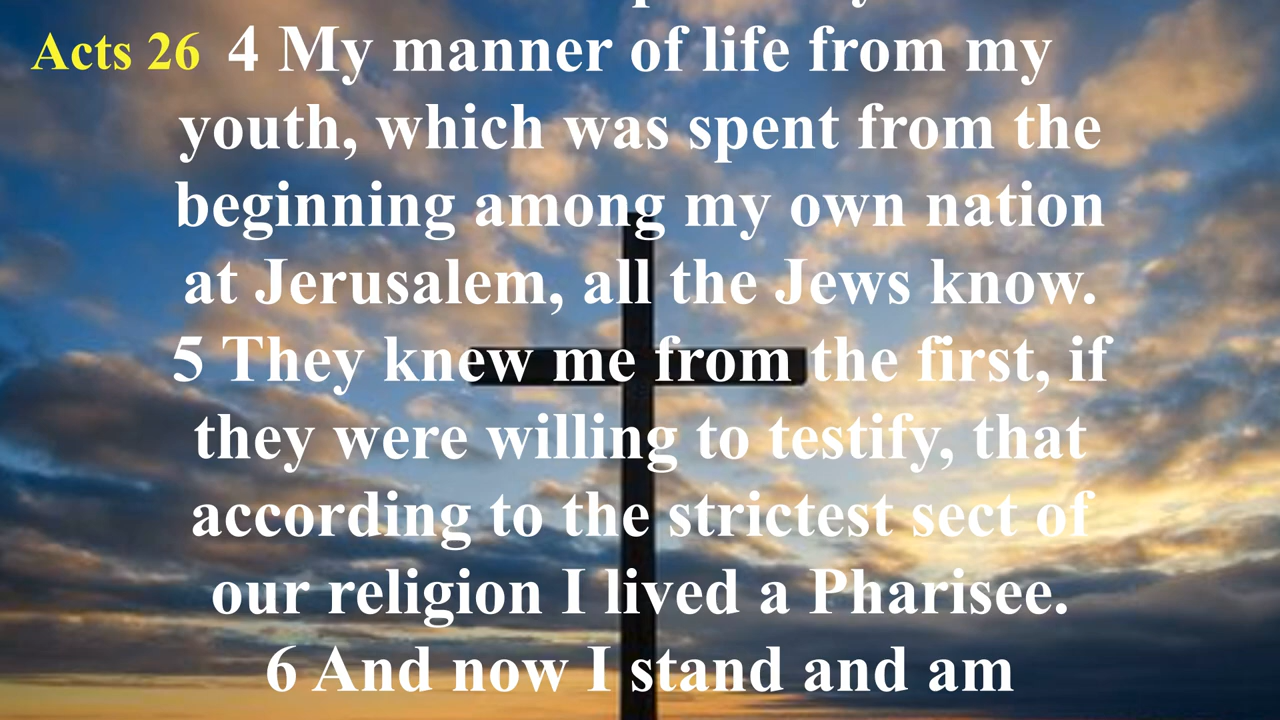 Acts 26 4 My manner of life from my
youth, which was spent from the
beginning among my own nation
at Jerusalem, all the Jews know.
5 They knew me from the first, if
they were willing to testify, that
according to the strictest sect of
our religion I lived a Pharisee.
6 And now I stand and am